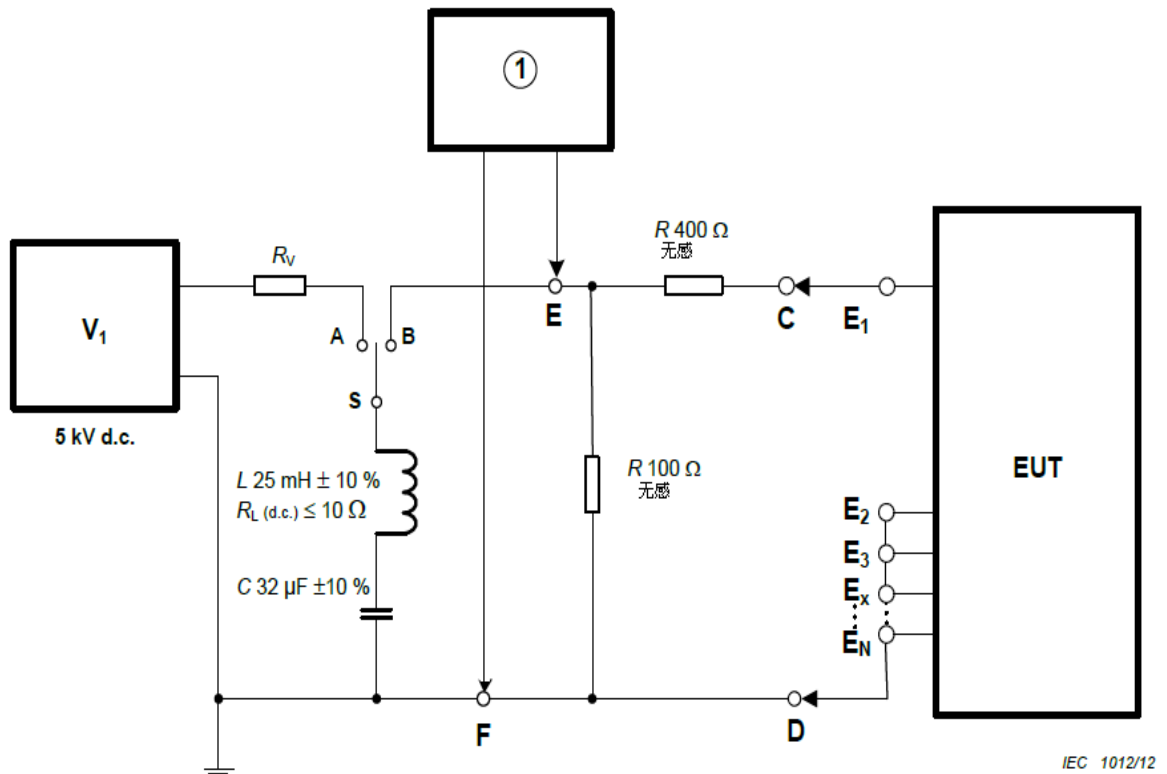 1
R 400 Ω
无感
R_V
V_1
5 kV d.c.
A
B
S
E
C
E_1
L 25 mH ± 10 %
R_L (d.c.) ≤ 10 Ω
C 32 µF ±10 %
R 100 Ω
无感
EUT
E_2
E_3
E_x
E_N
F
D
IEC 1012/12